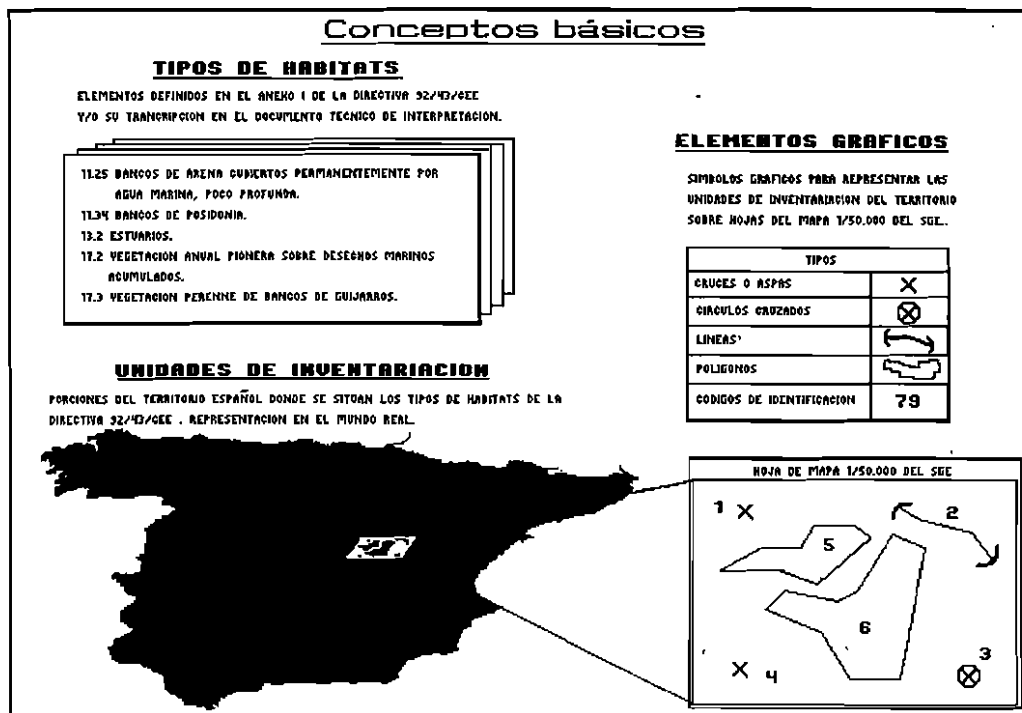 Conceptos básicos
TIPOS DE HABITATS
ELEMENTOS DEFINIDOS EN EL ANEXO I DE LA DIRECTIVA 92/43/CEE
Y/O SU TRANCRIPCION EN EL DOCUMENTO TECNICO DE INTERPRETACION.
11.25 BANCOS DE ARENA CUBIERTOS PERMANENTEMENTE POR
AGUA MARINA, POCO PROFUNDA.
11.34 BANCOS DE POSIDONIA.
13.2 ESTUARIOS.
17.2 VEGETACION ANUAL PIONERA SOBRE DESECHOS MARINOS
ACUMULADOS.
17.3 VEGETACION PERENNE DE BANCOS DE GUIJARROS.
UNIDADES DE INVENTARIACION
PORCIONES DEL TERRITORIO ESPAÑOL DONDE SE SITUAN LOS TIPOS DE HABITATS DE LA
DIRECTIVA 92/43/CEE . REPRESENTACION EN EL MUNDO REAL.
ELEMENTOS GRAFICOS
SIMBOLOS GRAFICOS PARA REPRESENTAR LAS
UNIDADES DE INVENTARIACION DEL TERRITORIO
SOBRE HOJAS DEL MAPA 1/50.000 DEL SGE.
TIPOS
CRUCES O ASPAS
CIRCULOS CRUZADOS
LINEAS
POLIGONOS
CODIGOS DE IDENTIFICACION 79
HOJA DE MAPA 1/50.000 DEL SGE
1
2
5
6
3
4